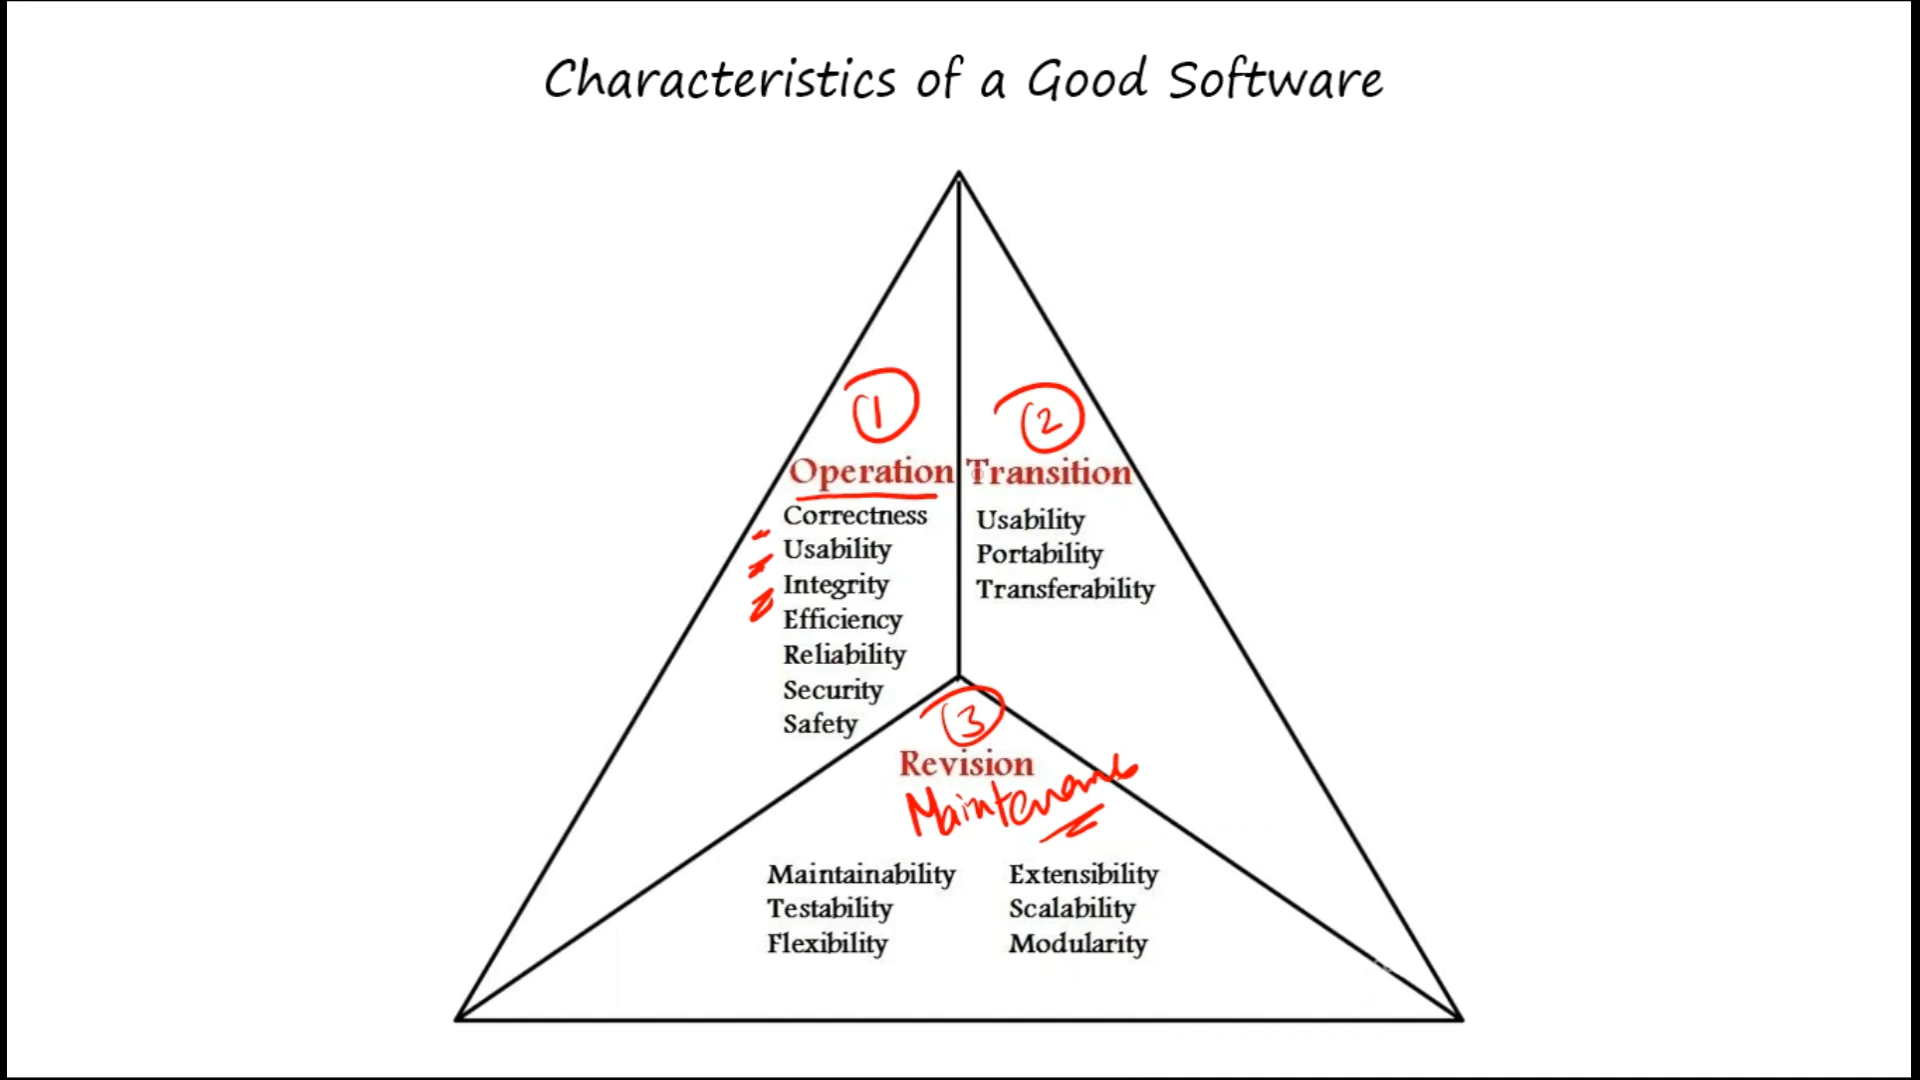 Characteristics of a Good Software
1
Operation
Correctness
Usability
Integrity
Efficiency
Reliability
Security
Safety
2
Transition
Usability
Portability
Transferability
3
Revision
Maintenance
Maintainability
Testability
Flexibility
Extensibility
Scalability
Modularity